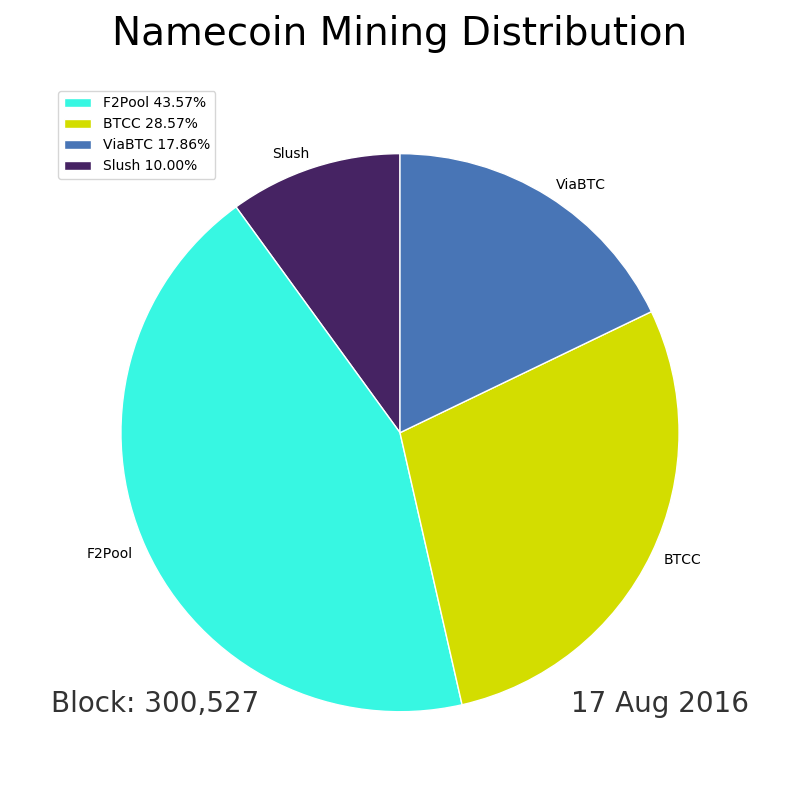 Namecoin Mining Distribution
F2Pool 43.57%
BTCC 28.57%
ViaBTC 17.86%
Slush 10.00%
Slush
ViaBTC
F2Pool
BTCC
Block: 300,527
17 Aug 2016